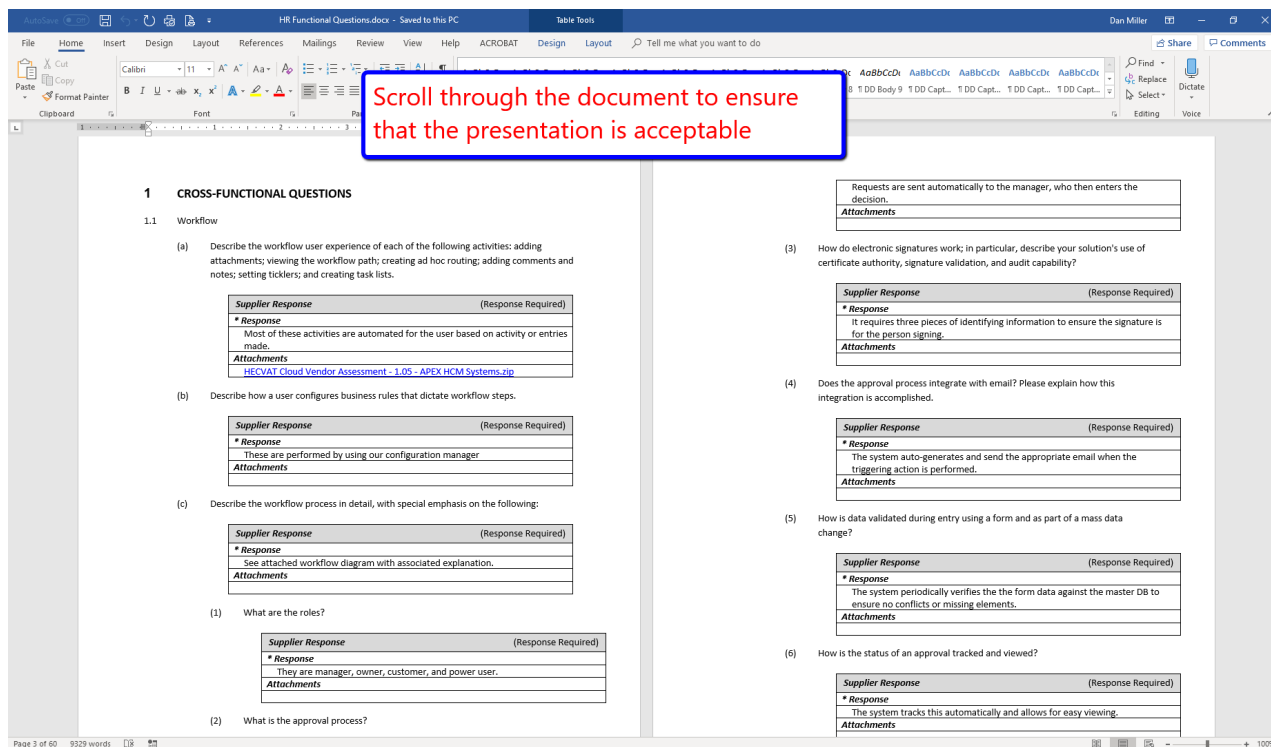 AutoSave Off HR Functional Questions.docx - Saved to this PC Table Tools Dan Miller
File Home Insert Design Layout References Mailings Review View Help ACROBAT Design Layout Tell me what you want to do Share Comments
Cut
Copy
Paste
Format Painter
Calibri 11
Clipboard Font
AaBbCcDc AaBbCcDc AaBbCcDc AaBbCcDc AaBbCcDc
¶ DD Body 9 ¶ DD Capt... ¶ DD Capt... ¶ DD Capt... ¶ DD Capt...
Find
Replace
Select
Dictate
Editing Voice
Scroll through the document to ensure
that the presentation is acceptable
1 CROSS-FUNCTIONAL QUESTIONS
1.1 Workflow
(a) Describe the workflow user experience of each of the following activities: adding
attachments; viewing the workflow path; creating ad hoc routing; adding comments and
notes; setting ticklers; and creating task lists.
Supplier Response (Response Required)
* Response
Most of these activities are automated for the user based on activity or entries
made.
Attachments
HECVAT Cloud Vendor Assessment - 1.05 - APEX HCM Systems.zip
(b) Describe how a user configures business rules that dictate workflow steps.
Supplier Response (Response Required)
* Response
These are performed by using our configuration manager
Attachments
(c) Describe the workflow process in detail, with special emphasis on the following:
Supplier Response (Response Required)
* Response
See attached workflow diagram with associated explanation.
Attachments
(1) What are the roles?
Supplier Response (Response Required)
* Response
They are manager, owner, customer, and power user.
Attachments
(2) What is the approval process?
Requests are sent automatically to the manager, who then enters the
decision.
Attachments
(3) How do electronic signatures work; in particular, describe your solution's use of
certificate authority, signature validation, and audit capability?
Supplier Response (Response Required)
* Response
It requires three pieces of identifying information to ensure the signature is
for the person signing.
Attachments
(4) Does the approval process integrate with email? Please explain how this
integration is accomplished.
Supplier Response (Response Required)
* Response
The system auto-generates and send the appropriate email when the
triggering action is performed.
Attachments
(5) How is data validated during entry using a form and as part of a mass data
change?
Supplier Response (Response Required)
* Response
The system periodically verifies the the form data against the master DB to
ensure no conflicts or missing elements.
Attachments
(6) How is the status of an approval tracked and viewed?
Supplier Response (Response Required)
* Response
The system tracks this automatically and allows for easy viewing.
Attachments
Page 3 of 60 9329 words 100%